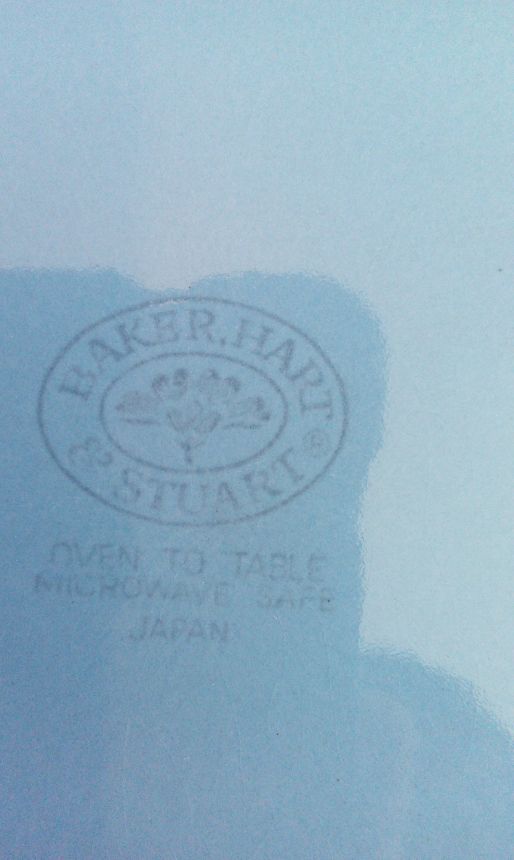 BAKER, HART
& STUART ®
OVEN TO TABLE
MICROWAVE SAFE
JAPAN